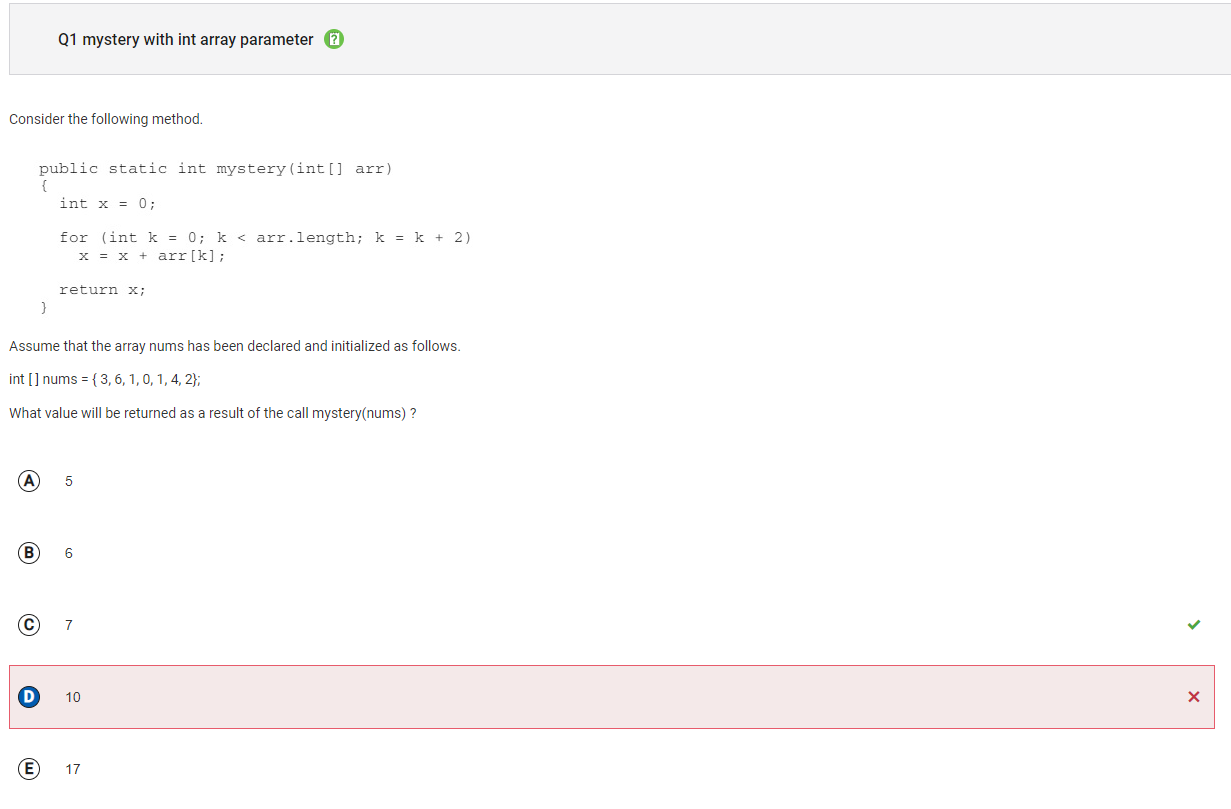 Q1 mystery with int array parameter ?
Consider the following method.
public static int mystery(int[] arr)
{
int x = 0;
for (int k = 0; k < arr.length; k = k + 2)
x = x + arr[k];
return x;
}
Assume that the array nums has been declared and initialized as follows.
int [] nums = { 3, 6, 1, 0, 1, 4, 2};
What value will be returned as a result of the call mystery(nums) ?
A 5
B 6
C 7
D 10
E 17